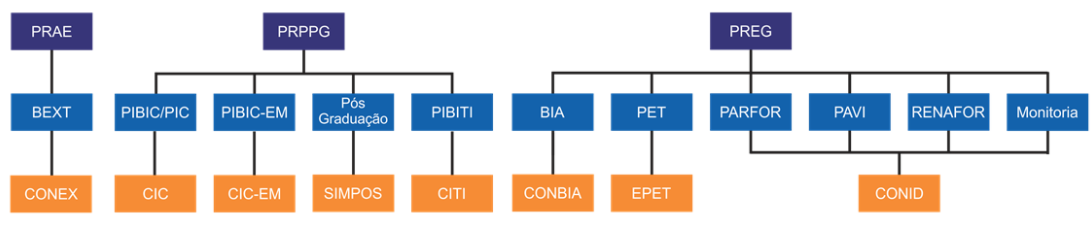 PRAE
PRPPG
PREG
BEXT
PIBIC/PIC
PIBIC-EM
Pós
Graduação
PIBITI
BIA
PET
PARFOR
PAVI
RENAFOR
Monitoria
CONEX
CIC
CIC-EM
SIMPOS
CITI
CONBIA
EPET
CONID